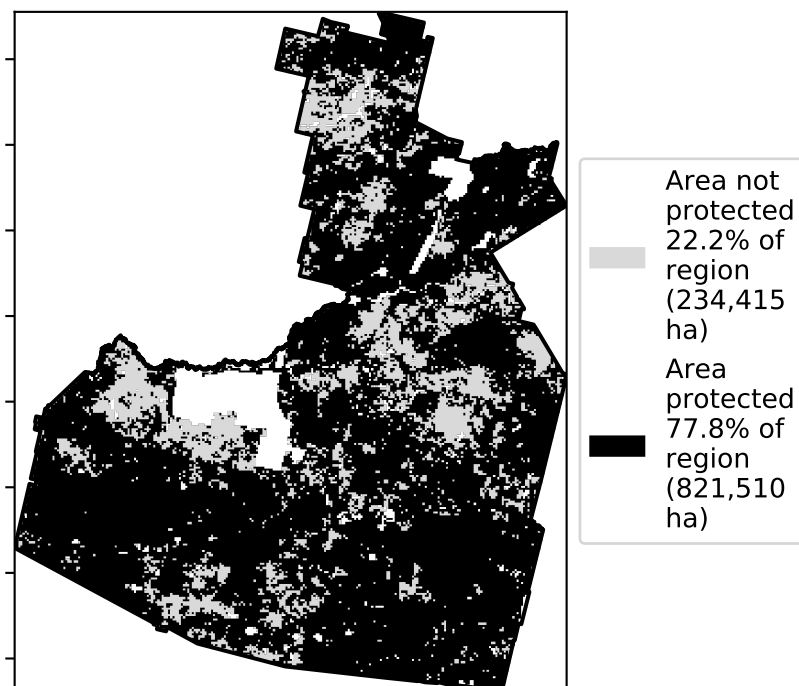 Area not
protected
22.2% of
region
(234,415
ha)
Area
protected
77.8% of
region
(821,510
ha)